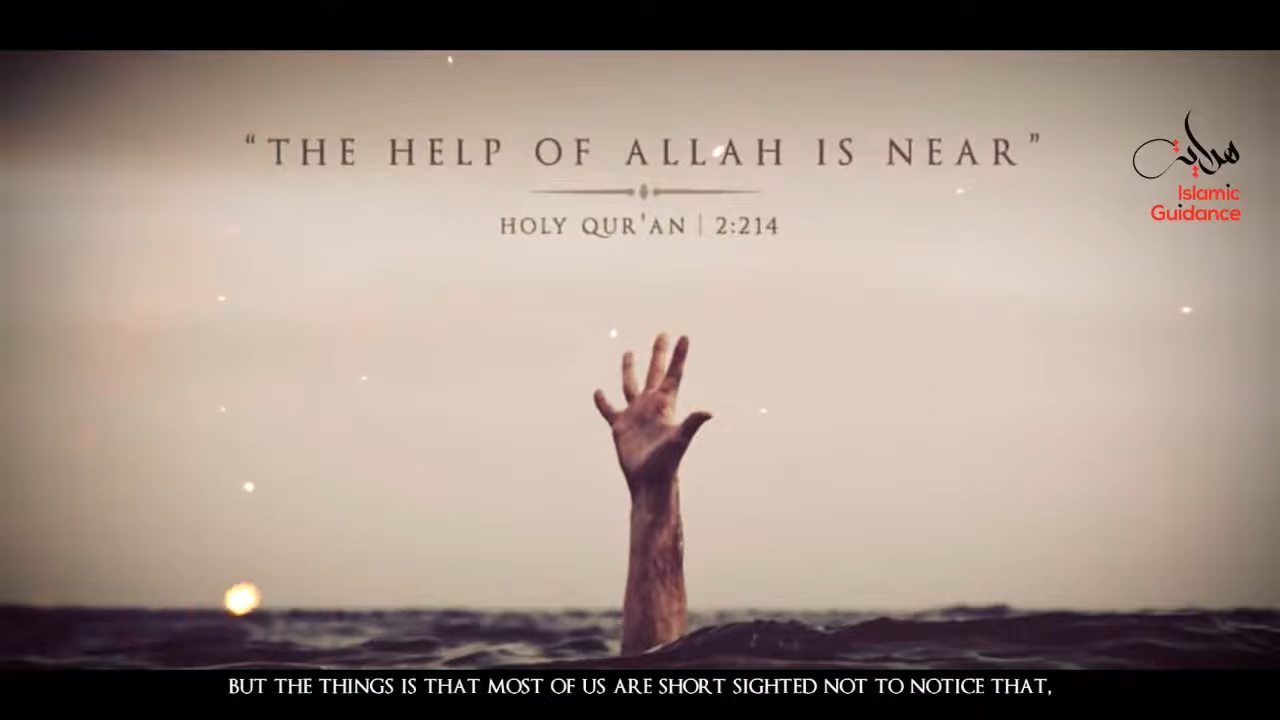 “THE HELP OF ALLAH IS NEAR”
HOLY QUR'AN | 2:214
هداية
Islamic
Guidance
BUT THE THINGS IS THAT MOST OF US ARE SHORT SIGHTED NOT TO NOTICE THAT,